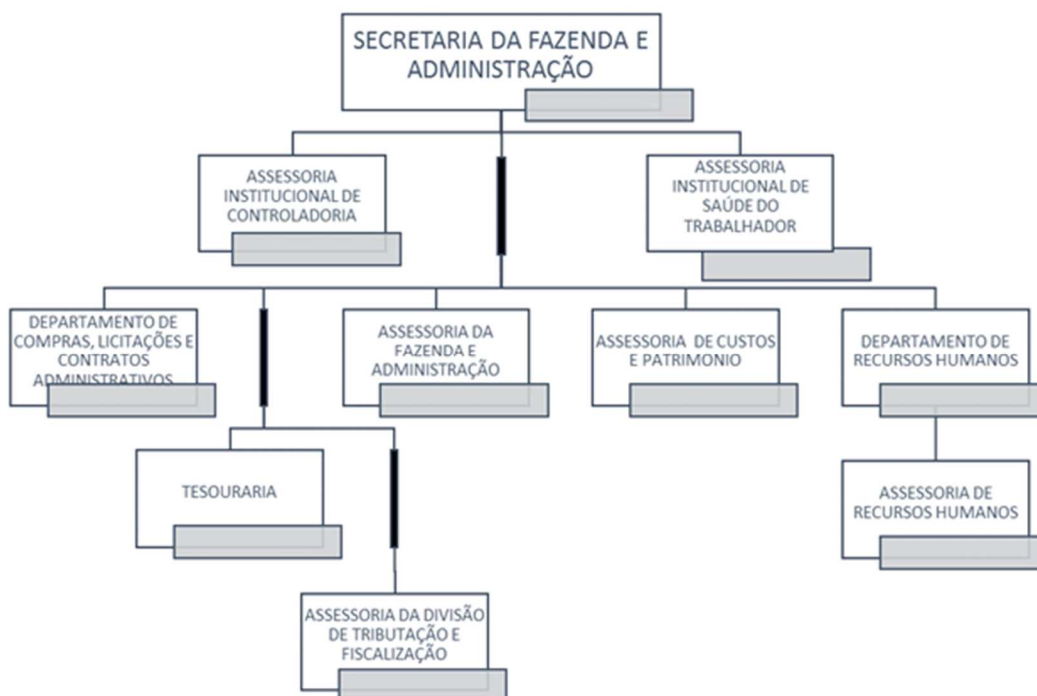 SECRETARIA DA FAZENDA E
ADMINISTRAÇÃO
ASSESSORIA
INSTITUCIONAL DE
CONTROLADORIA
ASSESSORIA
INSTITUCIONAL DE
SAÚDE DO
TRABALHADOR
DEPARTAMENTO DE
COMPRAS, LICITAÇÕES E
CONTRATOS
ADMINISTRATIVOS
ASSESSORIA DA
FAZENDA E
ADMINISTRAÇÃO
ASSESSORIA DE CUSTOS
E PATRIMONIO
DEPARTAMENTO DE
RECURSOS HUMANOS
TESOURARIA
ASSESSORIA DE
RECURSOS HUMANOS
ASSESSORIA DA DIVISÃO
DE TRIBUTAÇÃO E
FISCALIZAÇÃO